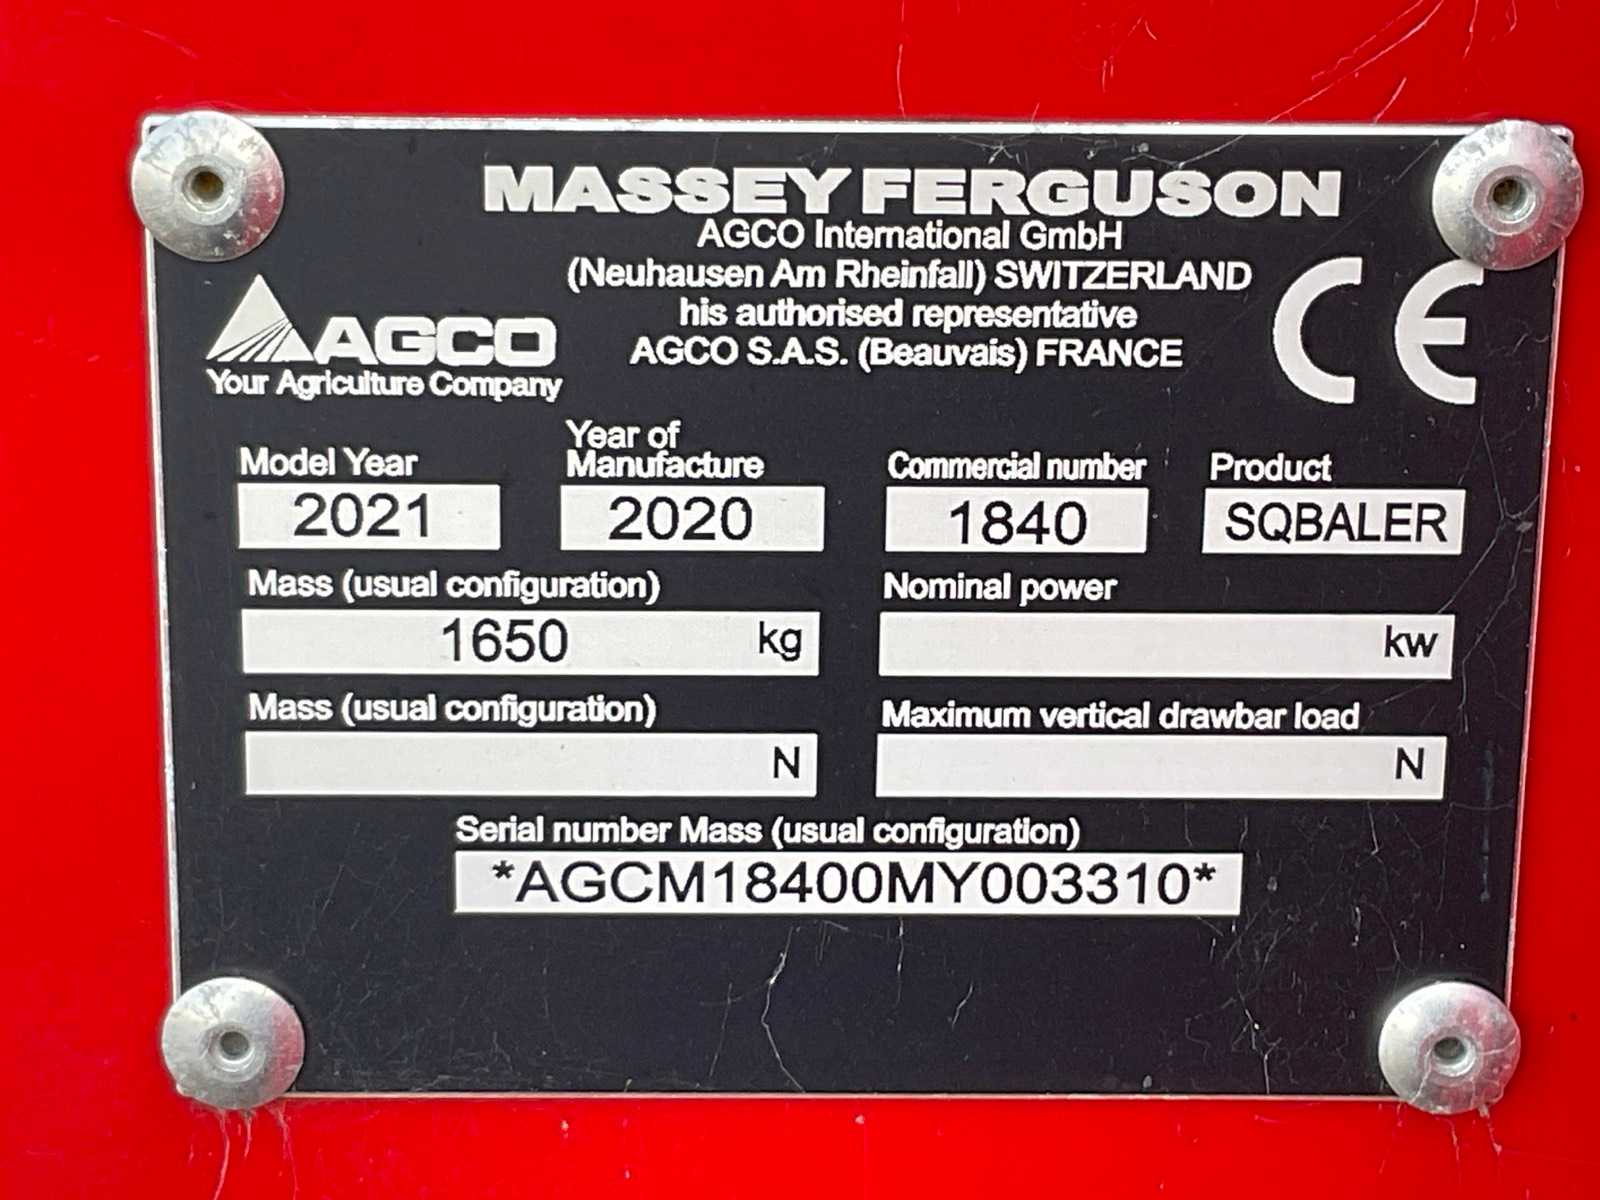 MASSEY FERGUSON
AGCO International GmbH
(Neuhausen Am Rheinfall) SWITZERLAND
his authorised representative
AGCO S.A.S. (Beauvais) FRANCE
CE
AGCO
Your Agriculture Company
Model Year
Year of
Manufacture
Commercial number
Product
2021
2020
1840
SQBALER
Mass (usual configuration)
Nominal power
1650 kg
kw
Mass (usual configuration)
Maximum vertical drawbar load
N
N
Serial number Mass (usual configuration)
*AGCM18400MY003310*